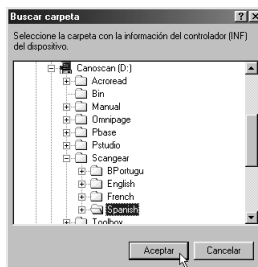 Buscar carpeta
Seleccione la carpeta con la información del controlador (INF)
del dispositivo.
Canoscan (D:)
Acroread
Bin
Manual
Omnipage
Pbase
Pstudio
Scangear
BPortugu
English
French
Spanish
Toolbox
Aceptar
Cancelar